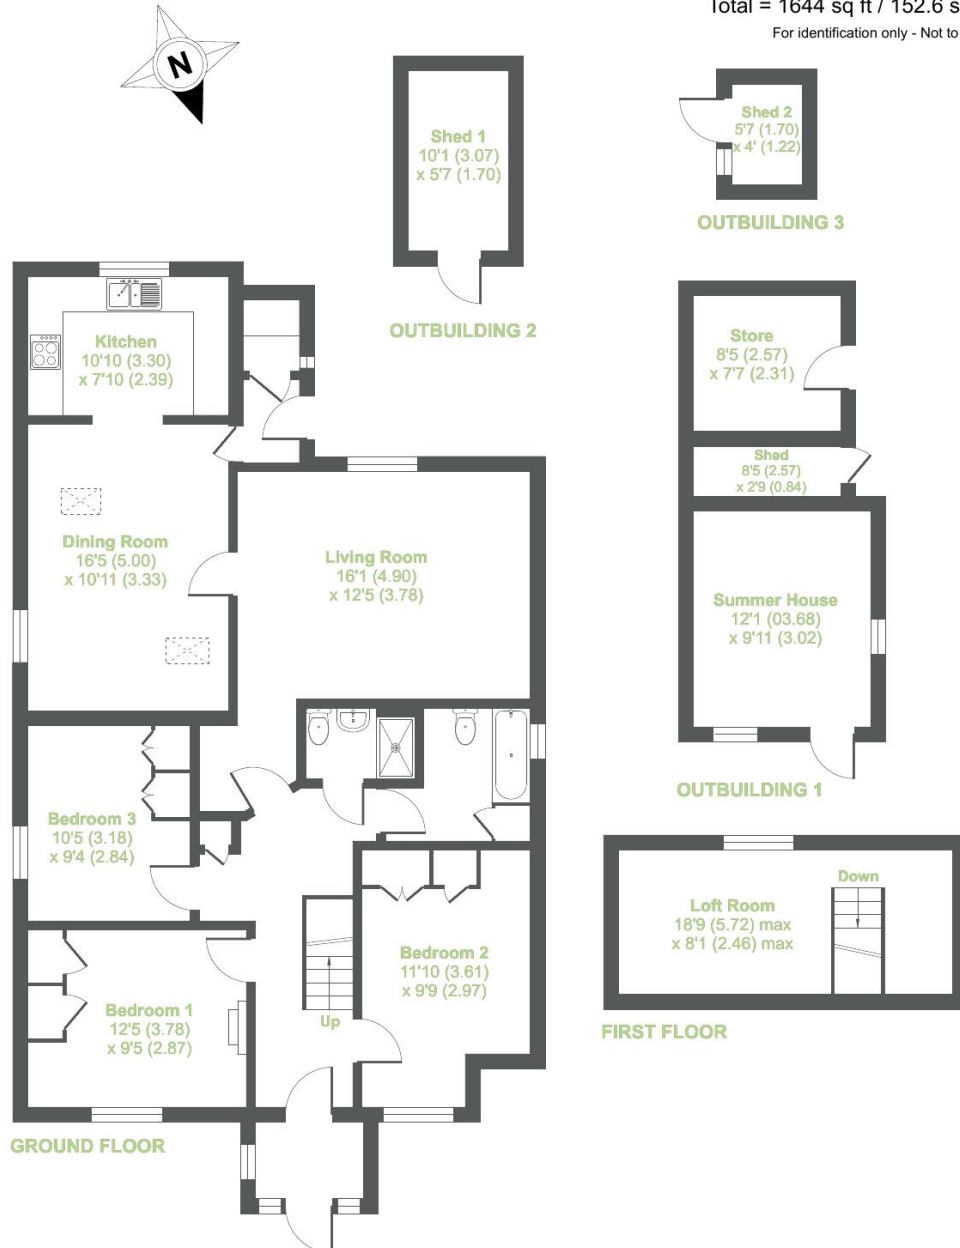 Total = 1644 sq ft / 152.6 s
For identification only - Not to
N
Shed 1
10'1 (3.07)
x 5'7 (1.70)
OUTBUILDING 2
Shed 2
5'7 (1.70)
x 4' (1.22)
OUTBUILDING 3
Kitchen
10'10 (3.30)
x 7'10 (2.39)
Store
8'5 (2.57)
x 7'7 (2.31)
Shed
8'5 (2.57)
x 2'9 (0.84)
Dining Room
16'5 (5.00)
x 10'11 (3.33)
Living Room
16'1 (4.90)
x 12'5 (3.78)
Summer House
12'1 (03.68)
x 9'11 (3.02)
OUTBUILDING 1
Bedroom 3
10'5 (3.18)
x 9'4 (2.84)
Down
Loft Room
18'9 (5.72) max
x 8'1 (2.46) max
FIRST FLOOR
Bedroom 2
11'10 (3.61)
x 9'9 (2.97)
Up
Bedroom 1
12'5 (3.78)
x 9'5 (2.87)
GROUND FLOOR